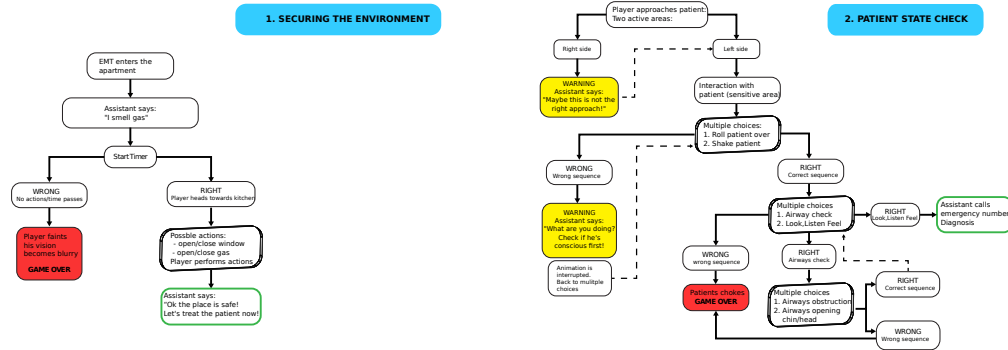 1. SECURING THE ENVIRONMENT
EMT enters the
apartment
Assistant says:
"I smell gas"
StartTimer
WRONG
No actions/time passes
RIGHT
Player heads towards kitchen
Player faints
his vision
becomes blurry
GAME OVER
Possble actions:
- open/close window
- open/close gas
Player performs actions
Assistant says:
"Ok the place is safe!
Let's treat the patient now!
2. PATIENT STATE CHECK
Player approaches patient:
Two active areas:
Right side
Left side
WARNING
Assistant says:
"Maybe this is not the
right approach!"
Interaction with
patient (sensitive area)
Multiple choices:
1. Roll patient over
2. Shake patient
WRONG
Wrong sequence
RIGHT
Correct sequence
WARNING
Assistant says:
"What are you doing?
Check if he's
conscious first!
Animation is
interrupted.
Back to mulitple
choices
Multiple choices
1. Airway check
2. Look,Listen Feel
RIGHT
Look,Listen Feel
Assistant calls
emergency number
Diagnosis
WRONG
wrong sequence
RIGHT
Airways check
Patients chokes
GAME OVER
Multiple choices
1. Airways obstruction
2. Airways opening
chin/head
RIGHT
Correct sequence
WRONG
Wrong sequence